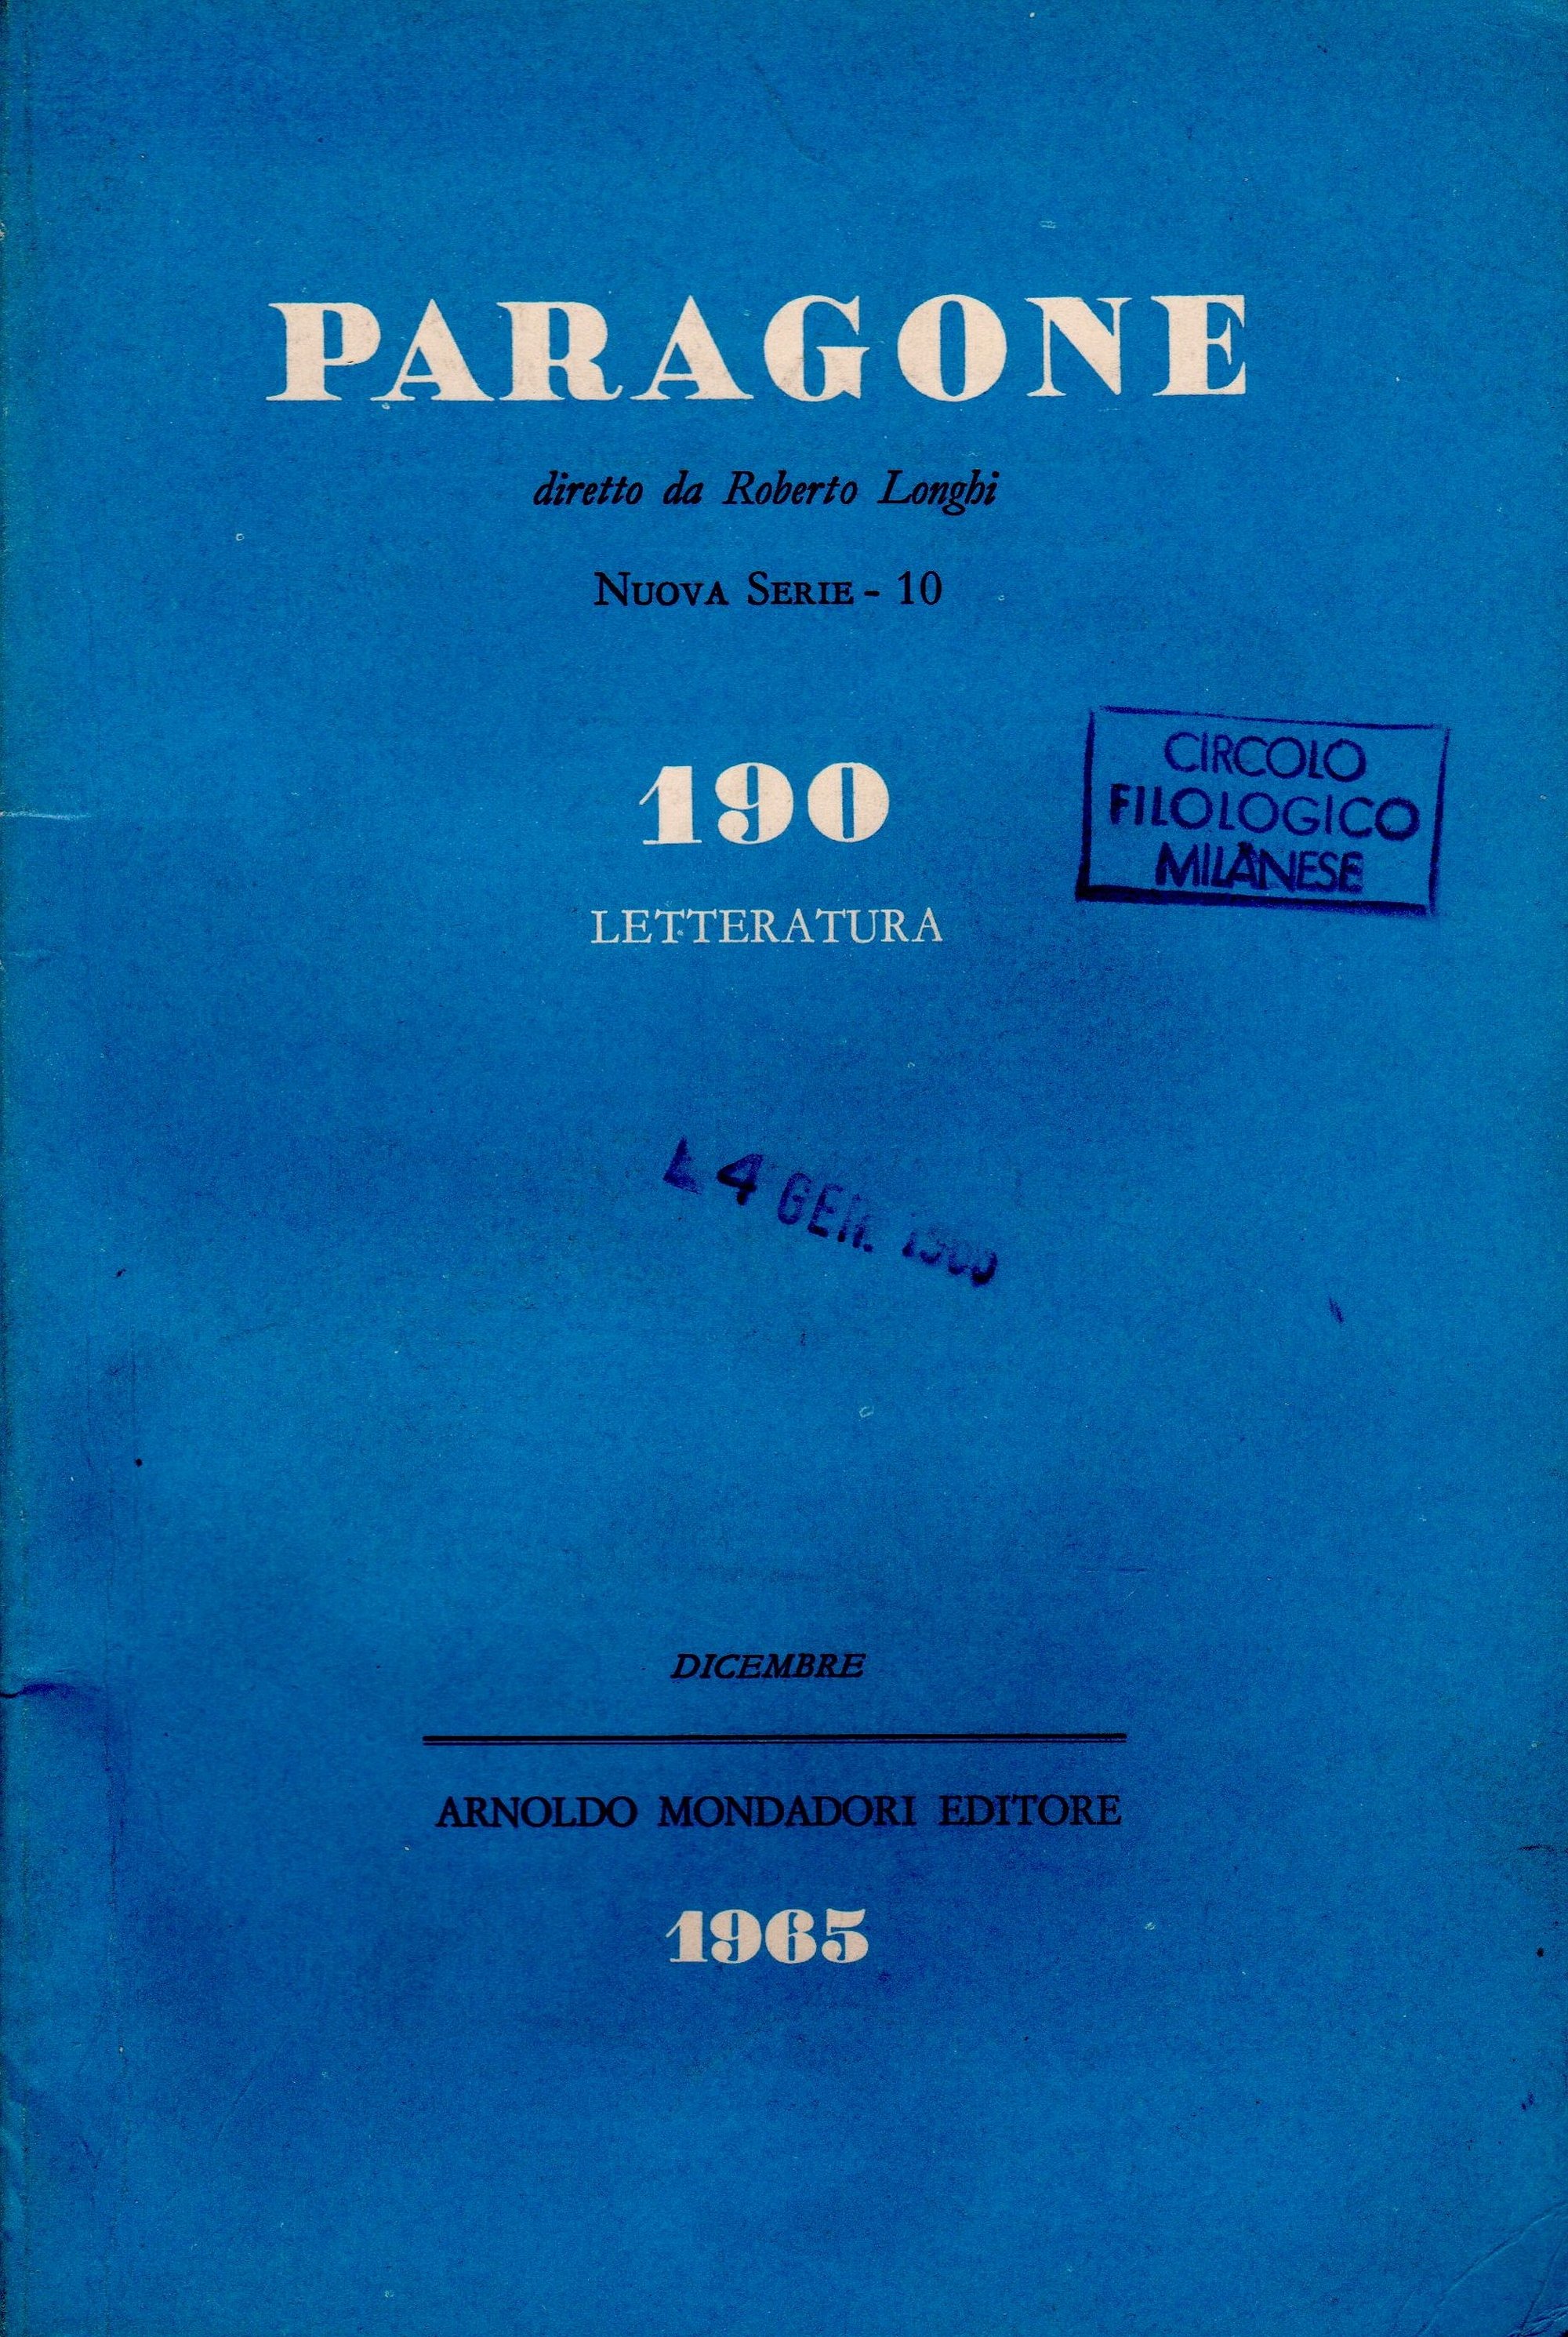 PARAGONE
diretto da Roberto Longhi
NUOVA SERIE - 10
190
CIRCOLO
FILOLOGICO
MILANESE
LETTERATURA
4 GEN.
DICEMBRE
ARNOLDO MONDADORI EDITORE
1965